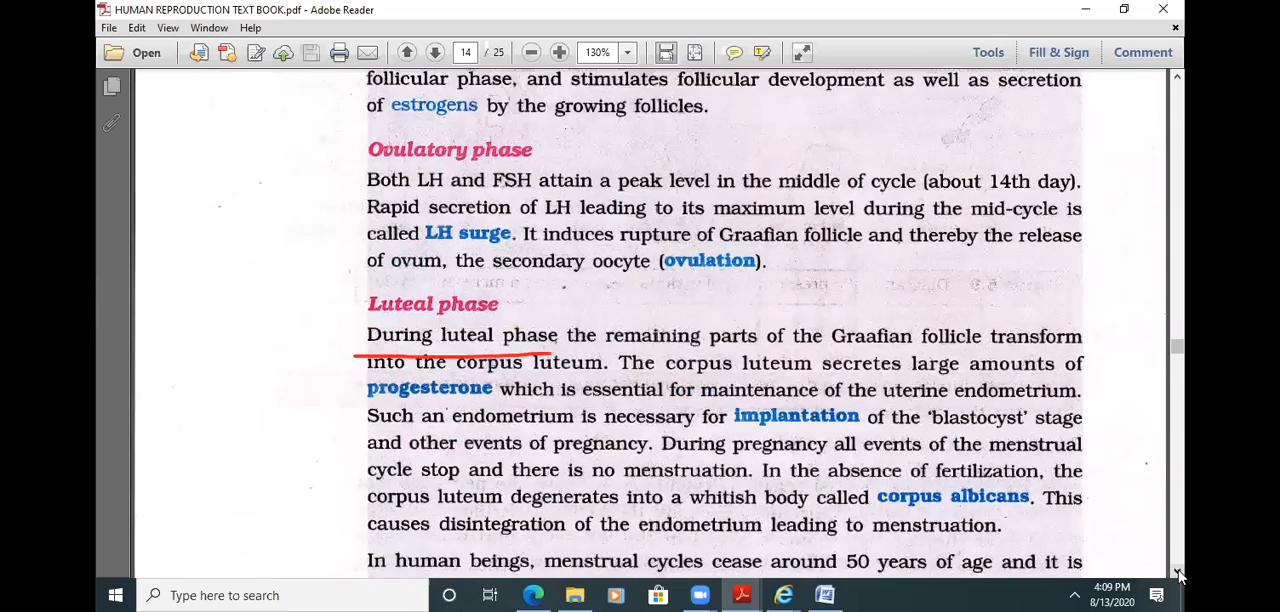 HUMAN REPRODUCTION TEXT BOOK.pdf - Adobe Reader
File Edit View Window Help
Open 14 / 25 130% Tools Fill & Sign Comment
follicular phase, and stimulates follicular development as well as secretion
of estrogens by the growing follicles.
Ovulatory phase
Both LH and FSH attain a peak level in the middle of cycle (about 14th day).
Rapid secretion of LH leading to its maximum level during the mid-cycle is
called LH surge. It induces rupture of Graafian follicle and thereby the release
of ovum, the secondary oocyte (ovulation).
Luteal phase
During luteal phase the remaining parts of the Graafian follicle transform
into the corpus luteum. The corpus luteum secretes large amounts of
progesterone which is essential for maintenance of the uterine endometrium.
Such an endometrium is necessary for implantation of the 'blastocyst' stage
and other events of pregnancy. During pregnancy all events of the menstrual
cycle stop and there is no menstruation. In the absence of fertilization, the
corpus luteum degenerates into a whitish body called corpus albicans. This
causes disintegration of the endometrium leading to menstruation.
In human beings, menstrual cycles cease around 50 years of age and it is
Type here to search
4:09 PM
8/13/2020